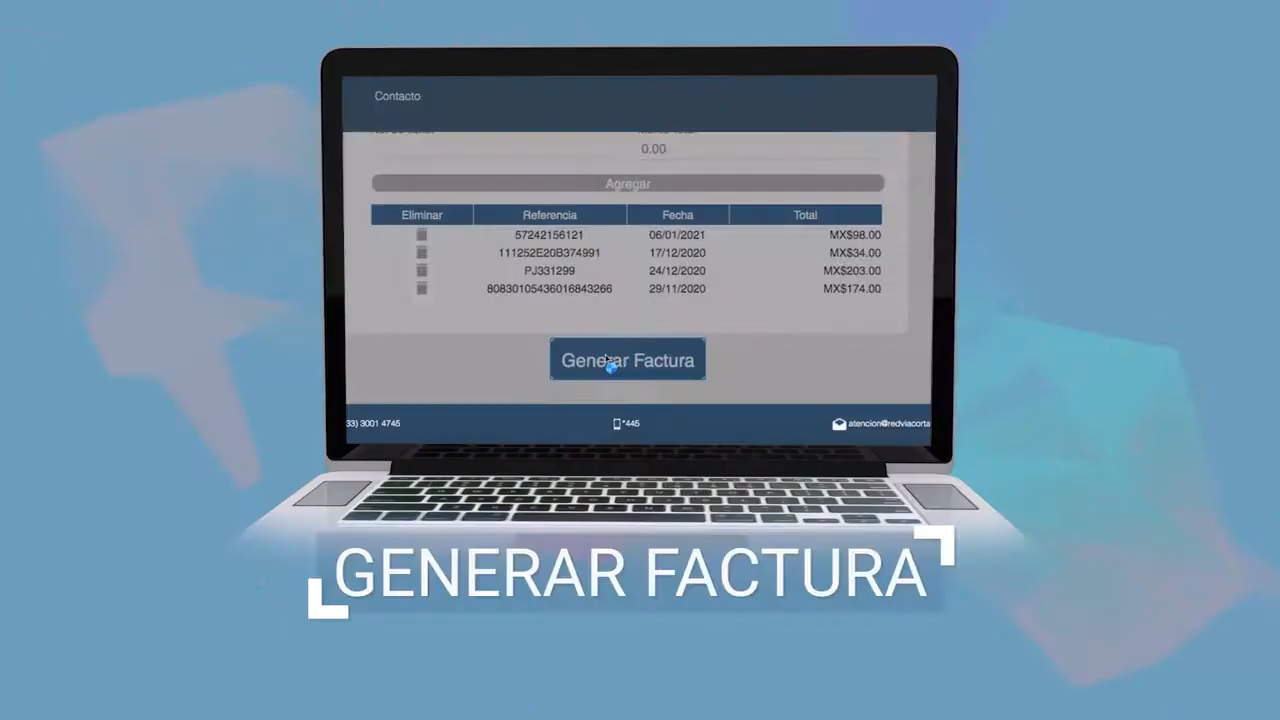 Contacto
0.00
Agregar
Eliminar Referencia Fecha Total
57242156121 06/01/2021 MX$98.00
111252E20B374991 17/12/2020 MX$34.00
PJ331299 24/12/2020 MX$203.00
80830105436016843266 29/11/2020 MX$174.00
Generar Factura
33) 3001 4745 *445 atencion@redviacorta
GENERAR FACTURA